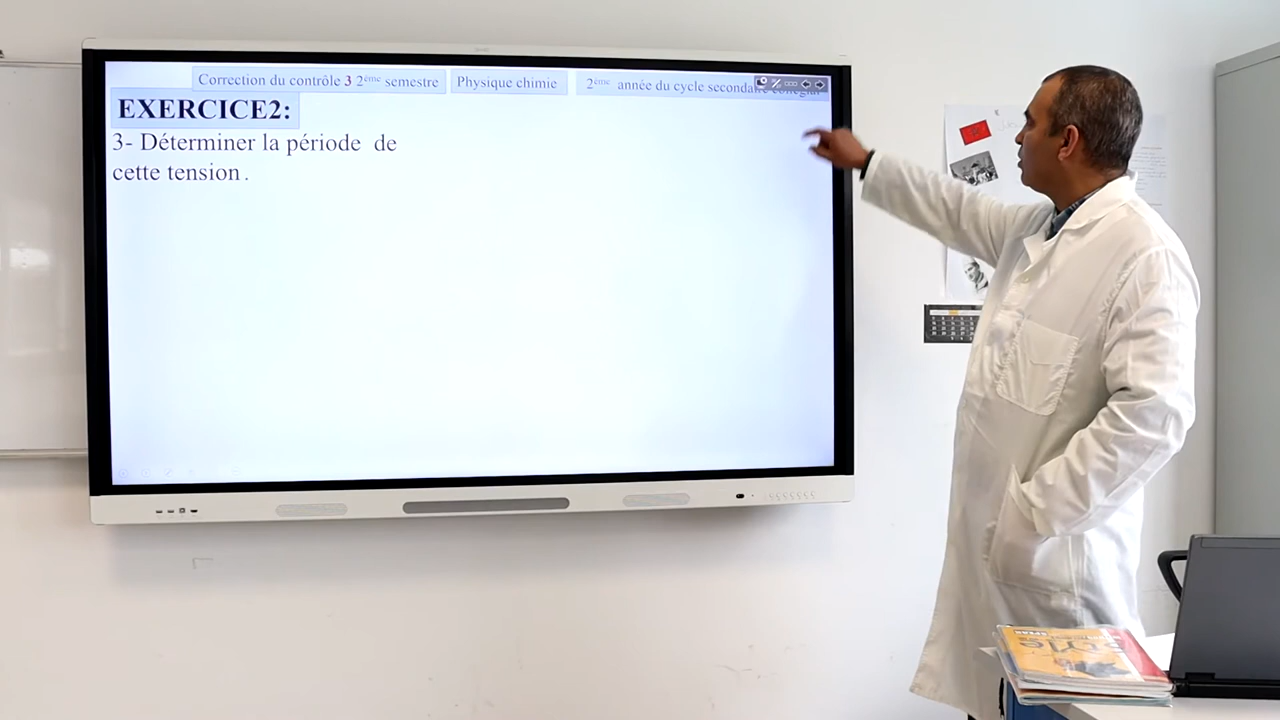 Correction du contrôle 3 2ème semestre
Physique chimie
2ème année du cycle secondaire collégial
EXERCICE2:
3- Déterminer la période de
cette tension .